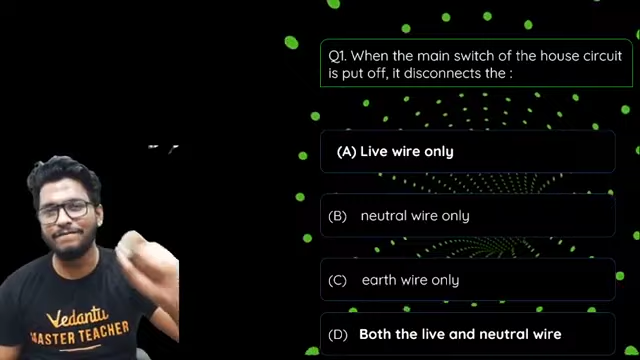 Q1. When the main switch of the house circuit
is put off, it disconnects the :
(A) Live wire only
(B) neutral wire only
(C) earth wire only
(D) Both the live and neutral wire
Vedantu
MASTER TEACHER